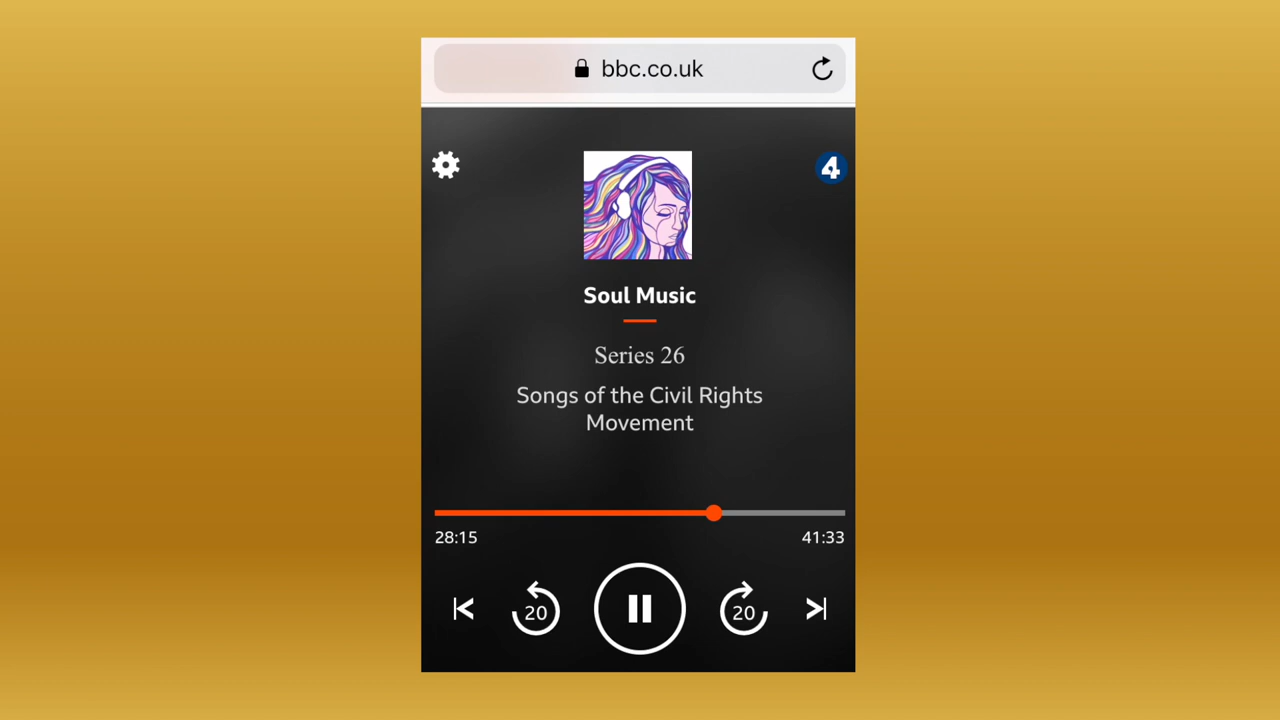 bbc.co.uk
4
Soul Music
Series 26
Songs of the Civil Rights
Movement
28:15
41:33
20
20